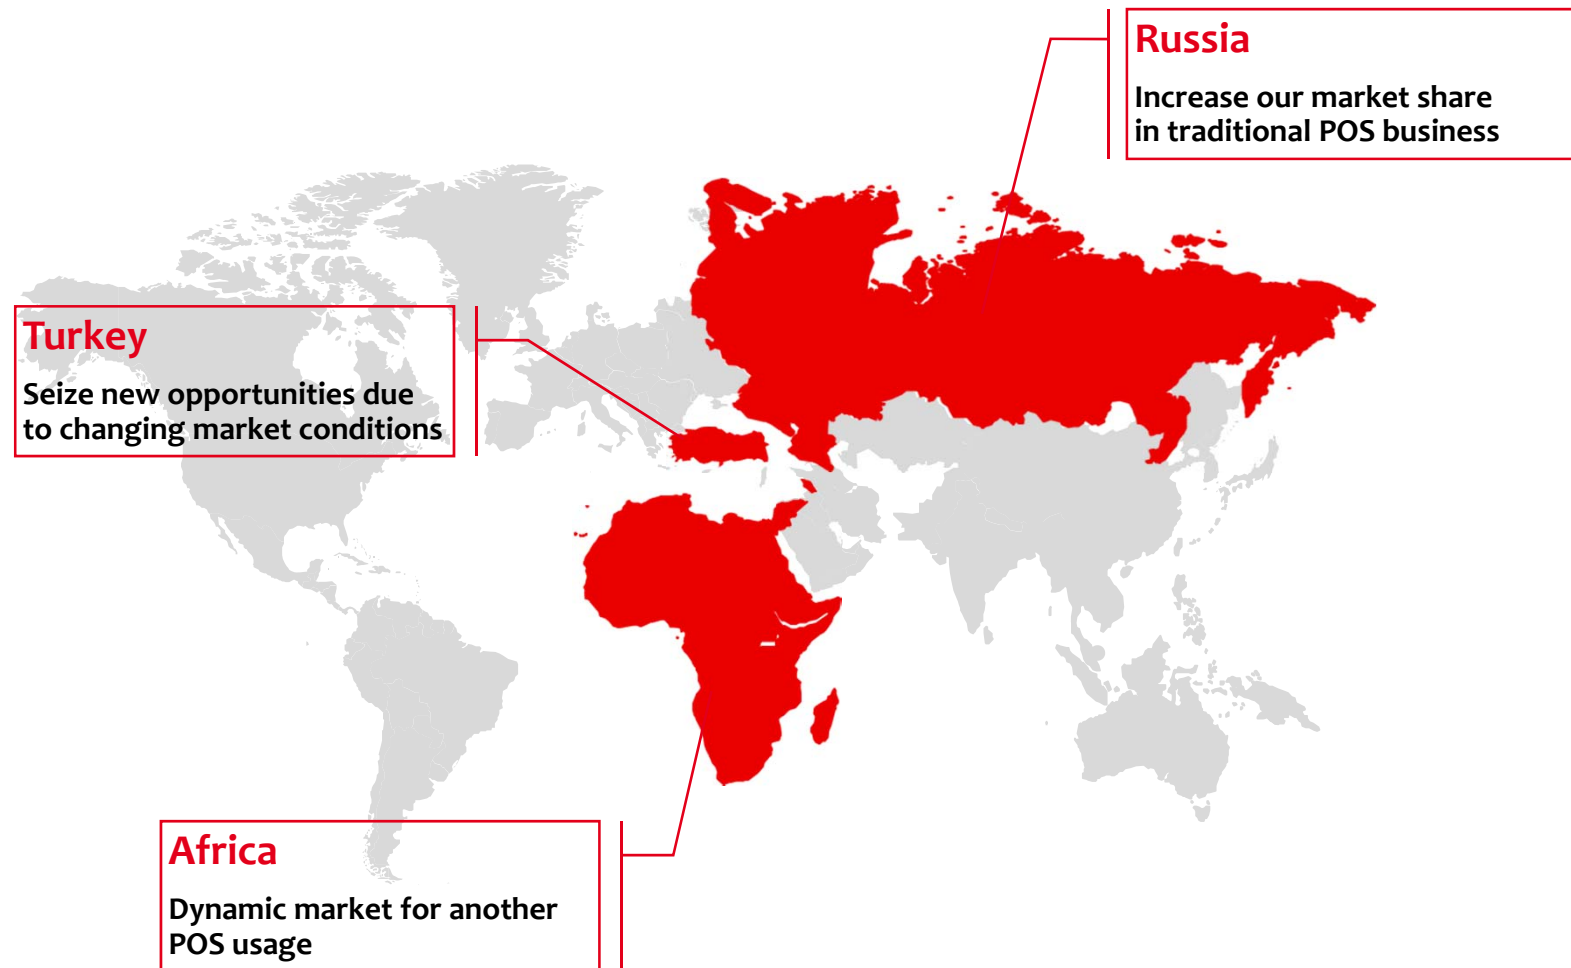 Russia
Increase our market share
in traditional POS business
Turkey
Seize new opportunities due
to changing market conditions
Africa
Dynamic market for another
POS usage